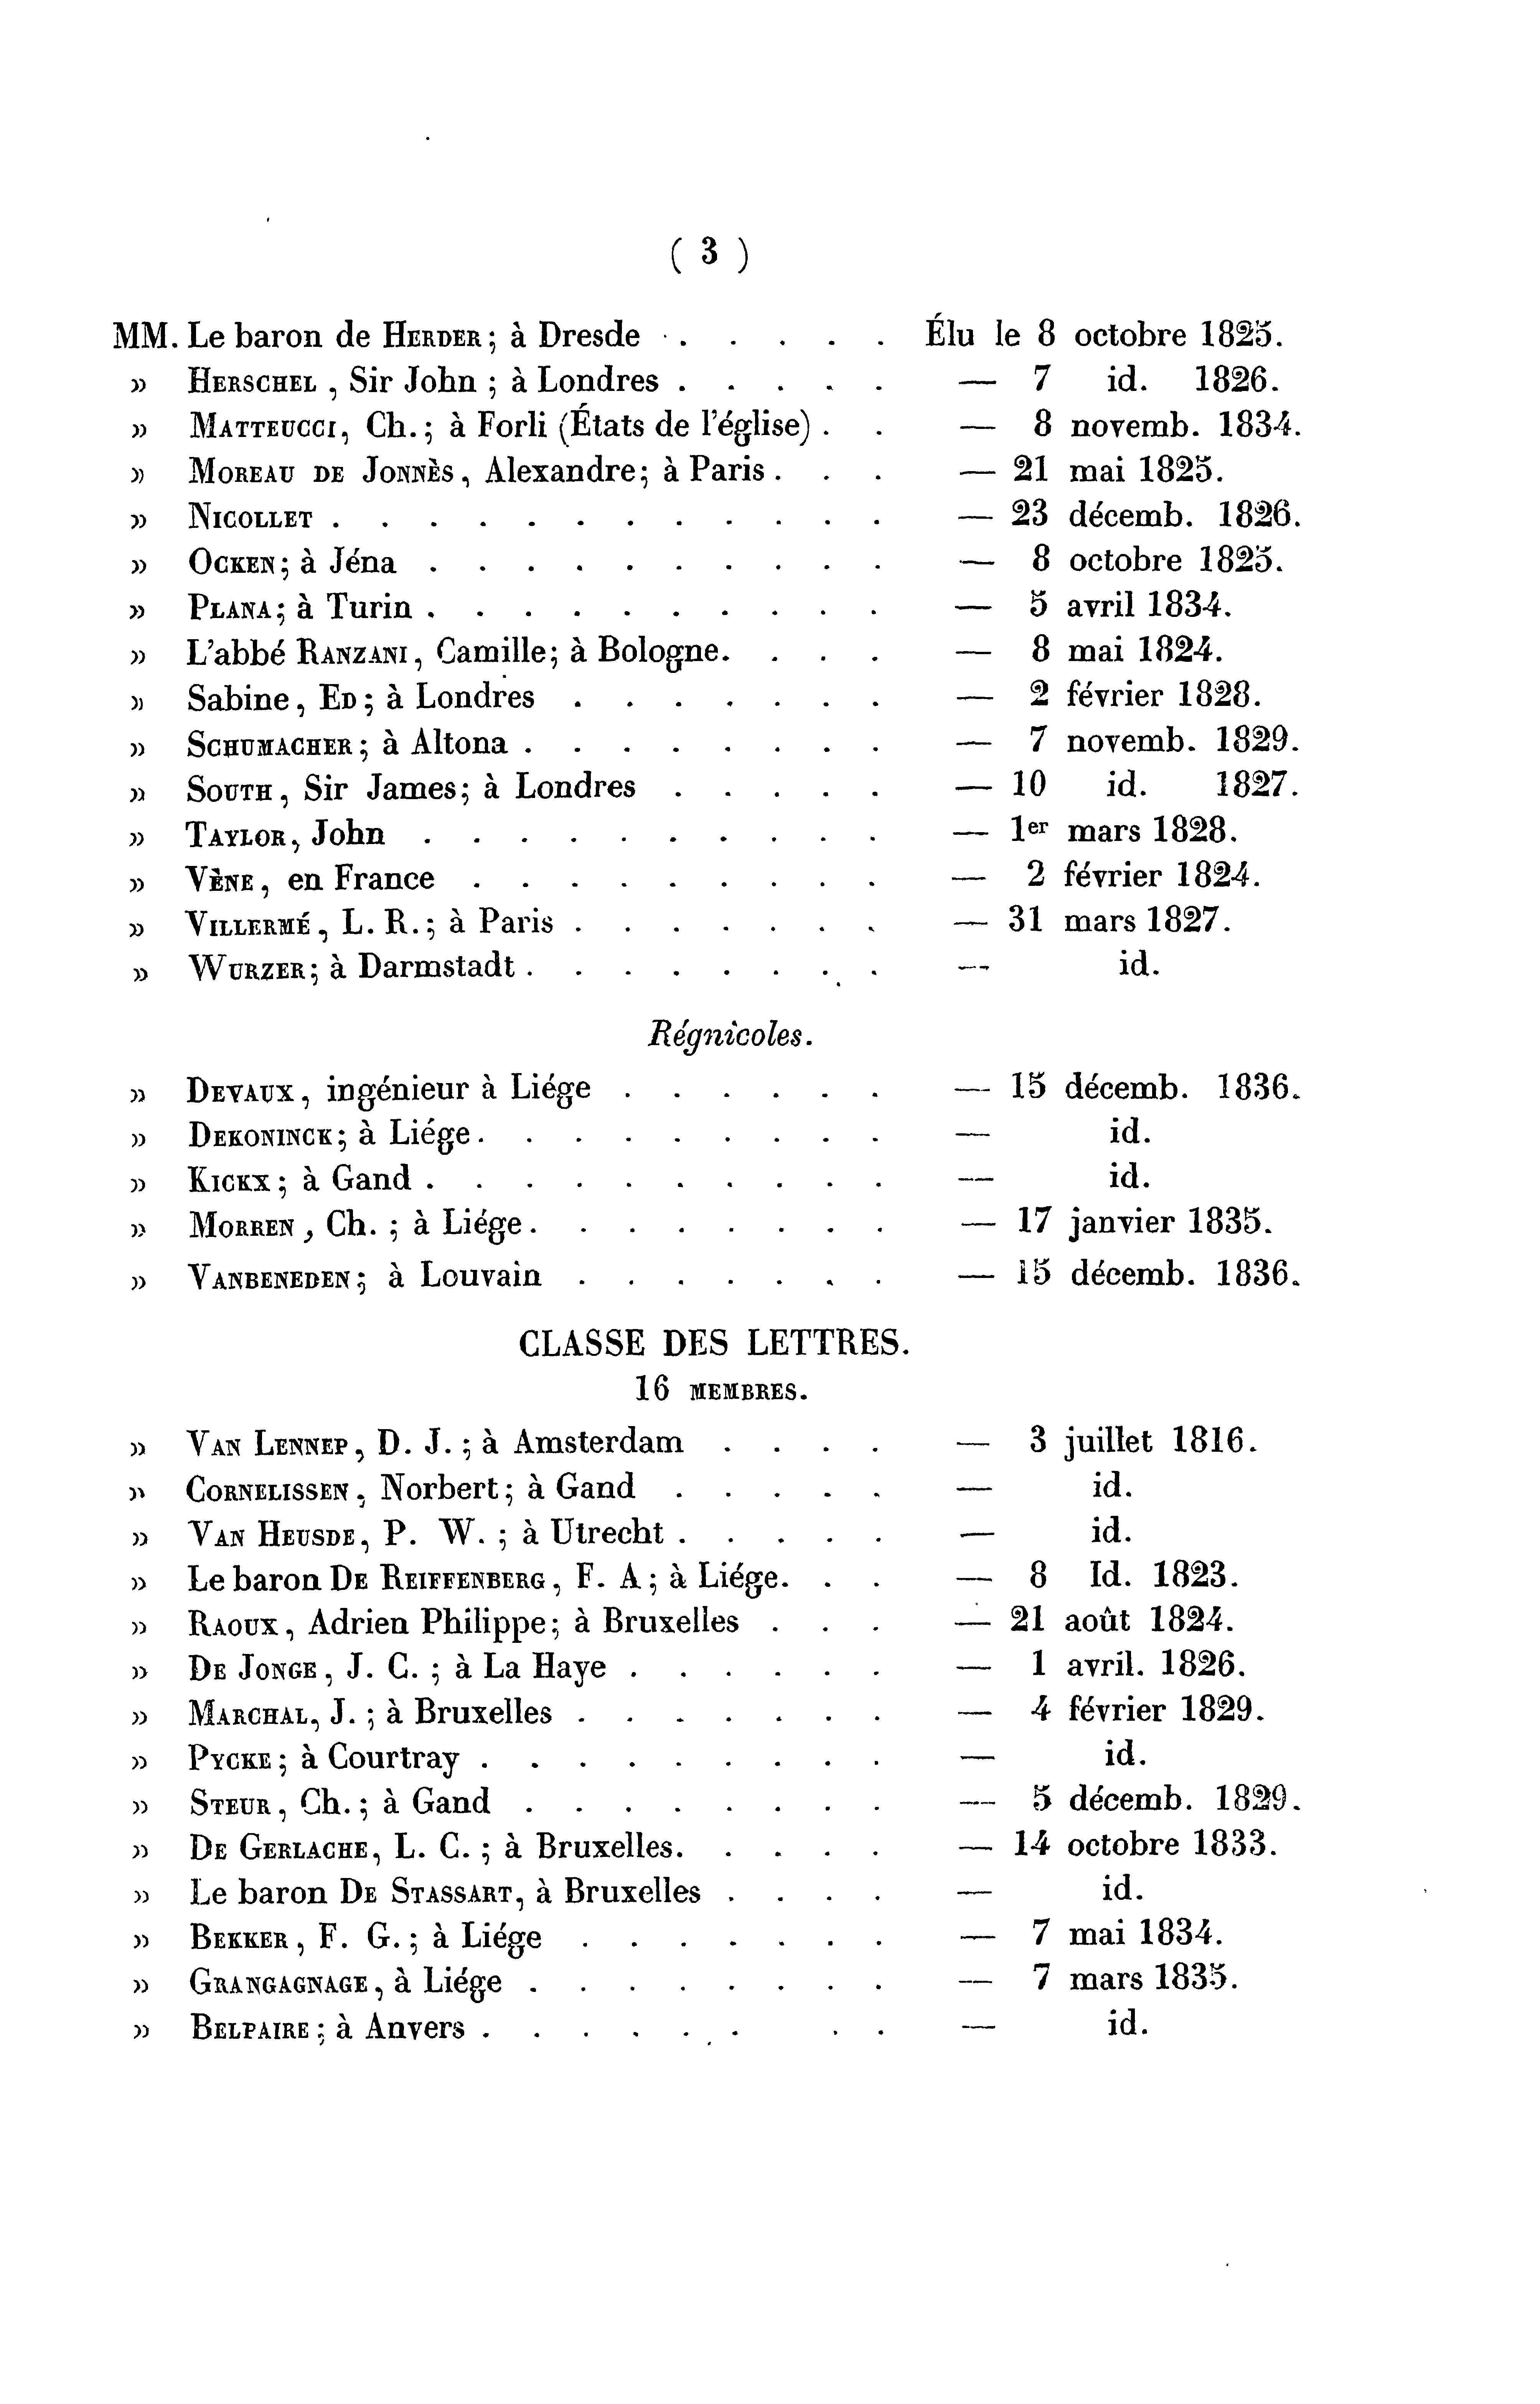 ( 3 )
MM. Le baron de HERDER; à Dresde . . . . . Élu le 8 octobre 1825.
» HERSCHEL, Sir John; à Londres . . . . . — 7 id. 1826.
» MATTEUCCI, Ch.; à Forli (États de l'église) . . — 8 novemb. 1834.
» MOREAU DE JONNÈS, Alexandre; à Paris . . . — 21 mai 1825.
» NICOLLET . . . . . . . . . . . . — 23 décemb. 1826.
» OCKEN; à Jéna . . . . . . . . . . — 8 octobre 1825.
» PLANA; à Turin . . . . . . . . . . — 5 avril 1834.
» L'abbé RANZANI, Camille; à Bologne. . . . — 8 mai 1824.
» Sabine, ED; à Londres . . . . . . . — 2 février 1828.
» SCHUMACHER; à Altona . . . . . . . . — 7 novemb. 1829.
» SOUTH, Sir James; à Londres . . . . . — 10 id. 1827.
» TAYLOR, John . . . . . . . . . . — 1er mars 1828.
» VÈNE, en France . . . . . . . . . — 2 février 1824.
» VILLERMÉ, L. R.; à Paris . . . . . . . — 31 mars 1827.
» WURZER; à Darmstadt . . . . . . . . — id.
Régnicoles.
» DEVAUX, ingénieur à Liége . . . . . . — 15 décemb. 1836.
» DEKONINCK; à Liége . . . . . . . . . — id.
» KICKX; à Gand . . . . . . . . . . — id.
» MORREN, Ch. ; à Liége . . . . . . . . — 17 janvier 1835.
» VANBENEDEN; à Louvain . . . . . . . — 15 décemb. 1836.
CLASSE DES LETTRES.
16 MEMBRES.
» VAN LENNEP, D. J. ; à Amsterdam . . . . — 3 juillet 1816.
» CORNELISSEN, Norbert; à Gand . . . . . — id.
» VAN HEUSDE, P. W. ; à Utrecht . . . . . — id.
» Le baron DE REIFFENBERG, F. A; à Liége. . . — 8 Id. 1823.
» RAOUX, Adrien Philippe; à Bruxelles . . . — 21 août 1824.
» DE JONGE, J. C. ; à La Haye . . . . . . — 1 avril. 1826.
» MARCHAL, J. ; à Bruxelles . . . . . . . — 4 février 1829.
» PYCKE; à Courtray . . . . . . . . . — id.
» STEUR, Ch.; à Gand . . . . . . . . — 5 décemb. 1829.
» DE GERLACHE, L. C. ; à Bruxelles. . . . . — 14 octobre 1833.
» Le baron DE STASSART, à Bruxelles . . . . — id.
» BEKKER, F. G.; à Liége . . . . . . . — 7 mai 1834.
» GRANGAGNAGE, à Liége . . . . . . . . — 7 mars 1835.
» BELPAIRE; à Anvers . . . . . . . . — id.